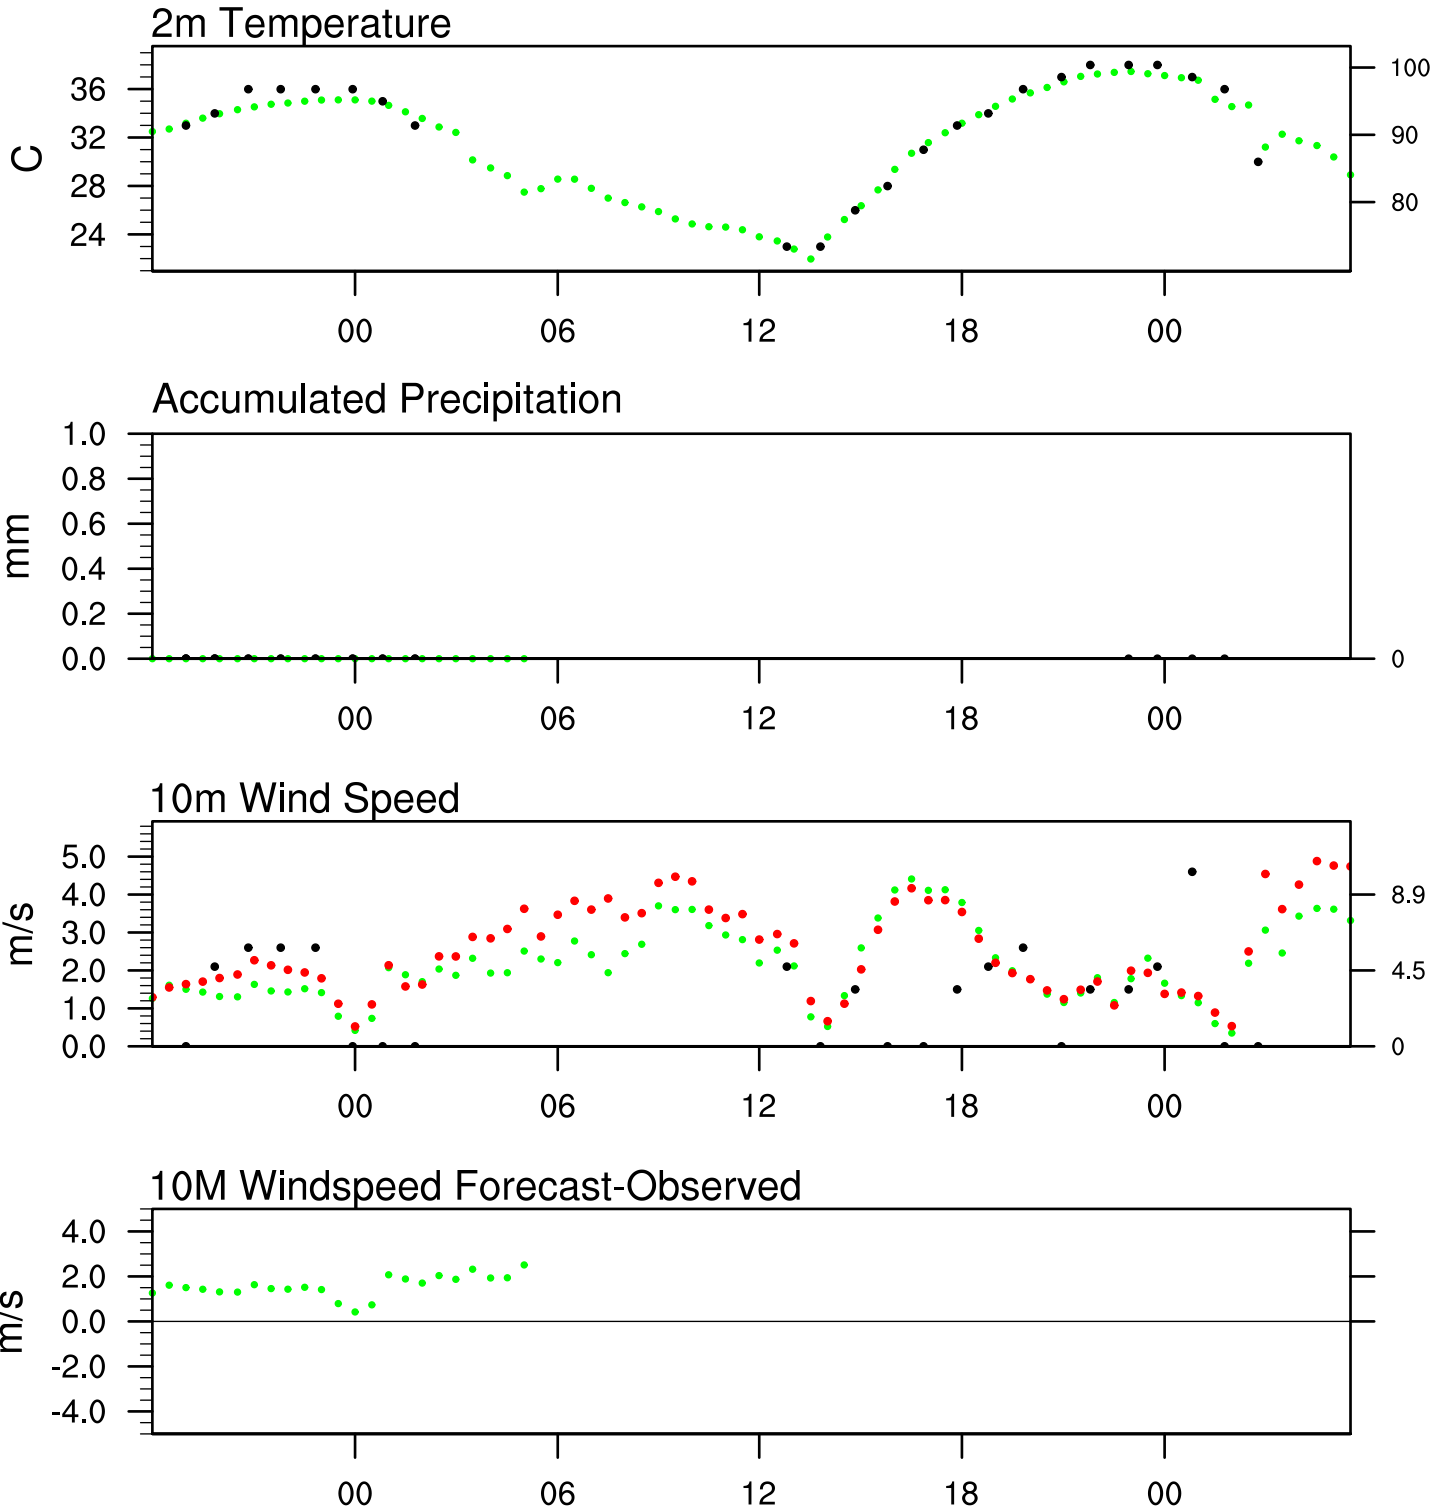 2m Temperature
36
32
28
24
C
100
90
80
00 06 12 18 00
Accumulated Precipitation
1.0
0.8
0.6
0.4
0.2
0.0
mm
0
00 06 12 18 00
10m Wind Speed
5.0
4.0
3.0
2.0
1.0
0.0
m/s
8.9
4.5
0
00 06 12 18 00
10M Windspeed Forecast-Observed
4.0
2.0
0.0
-2.0
-4.0
m/s
00 06 12 18 00